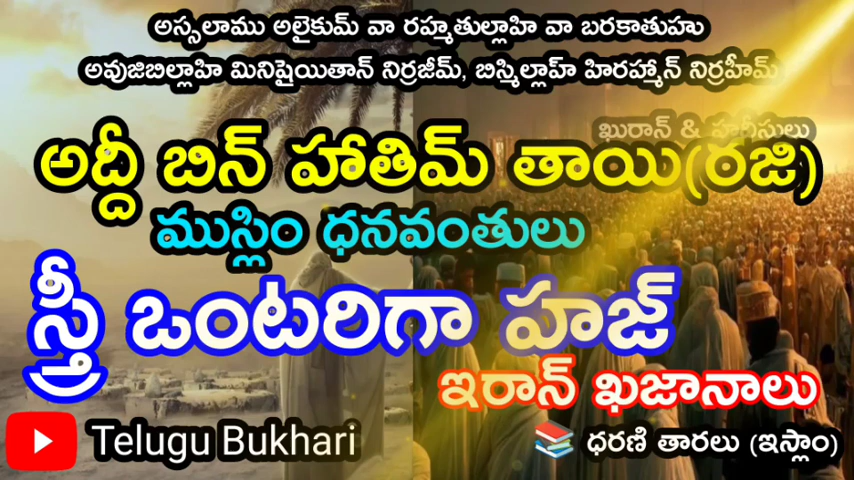 అస్సలాము అలైకుమ్ వా రహ్మతుల్లాహి వా బరకాతుహు
అవుజిబిల్లాహి మినిషైయితాన్ నిర్రజీమ్, బిస్మిల్లాహ్ హిరహ్మాన్ నిర్రహీమ్
ఖురాన్ & హదీసులు
అద్దీ బిన్ హాతిమ్ తాయి(రజి)
ముస్లిం ధనవంతులు
స్త్రీ ఒంటరిగా హజ్
ఇరాన్ ఖజానాలు
Telugu Bukhari
📚 ధరణి తారలు (ఇస్లాం)